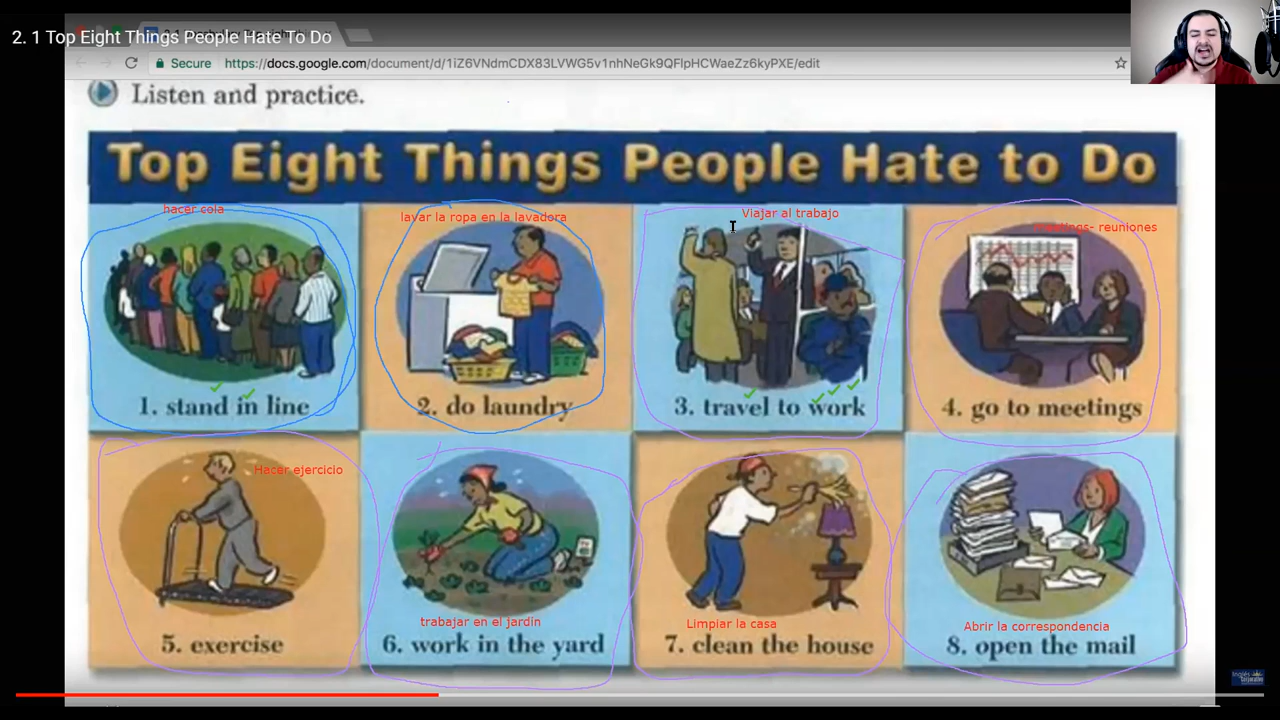 2. 1 Top Eight Things People Hate To Do
Secure https://docs.google.com/document/d/1iZ6VNdmCDX83LVWG5v1nhNeGk9QFlpHCWaeZz6kyPXE/edit
Listen and practice.
Top Eight Things People Hate to Do
hacer cola
lavar la ropa en la lavadora
Viajar al trabajo
reuniones
1. stand in line
2. do laundry
3. travel to work
4. go to meetings
Hacer ejercicio
trabajar en el jardín
Limpiar la casa
Abrir la correspondencia
5. exercise
6. work in the yard
7. clean the house
8. open the mail
Inglés